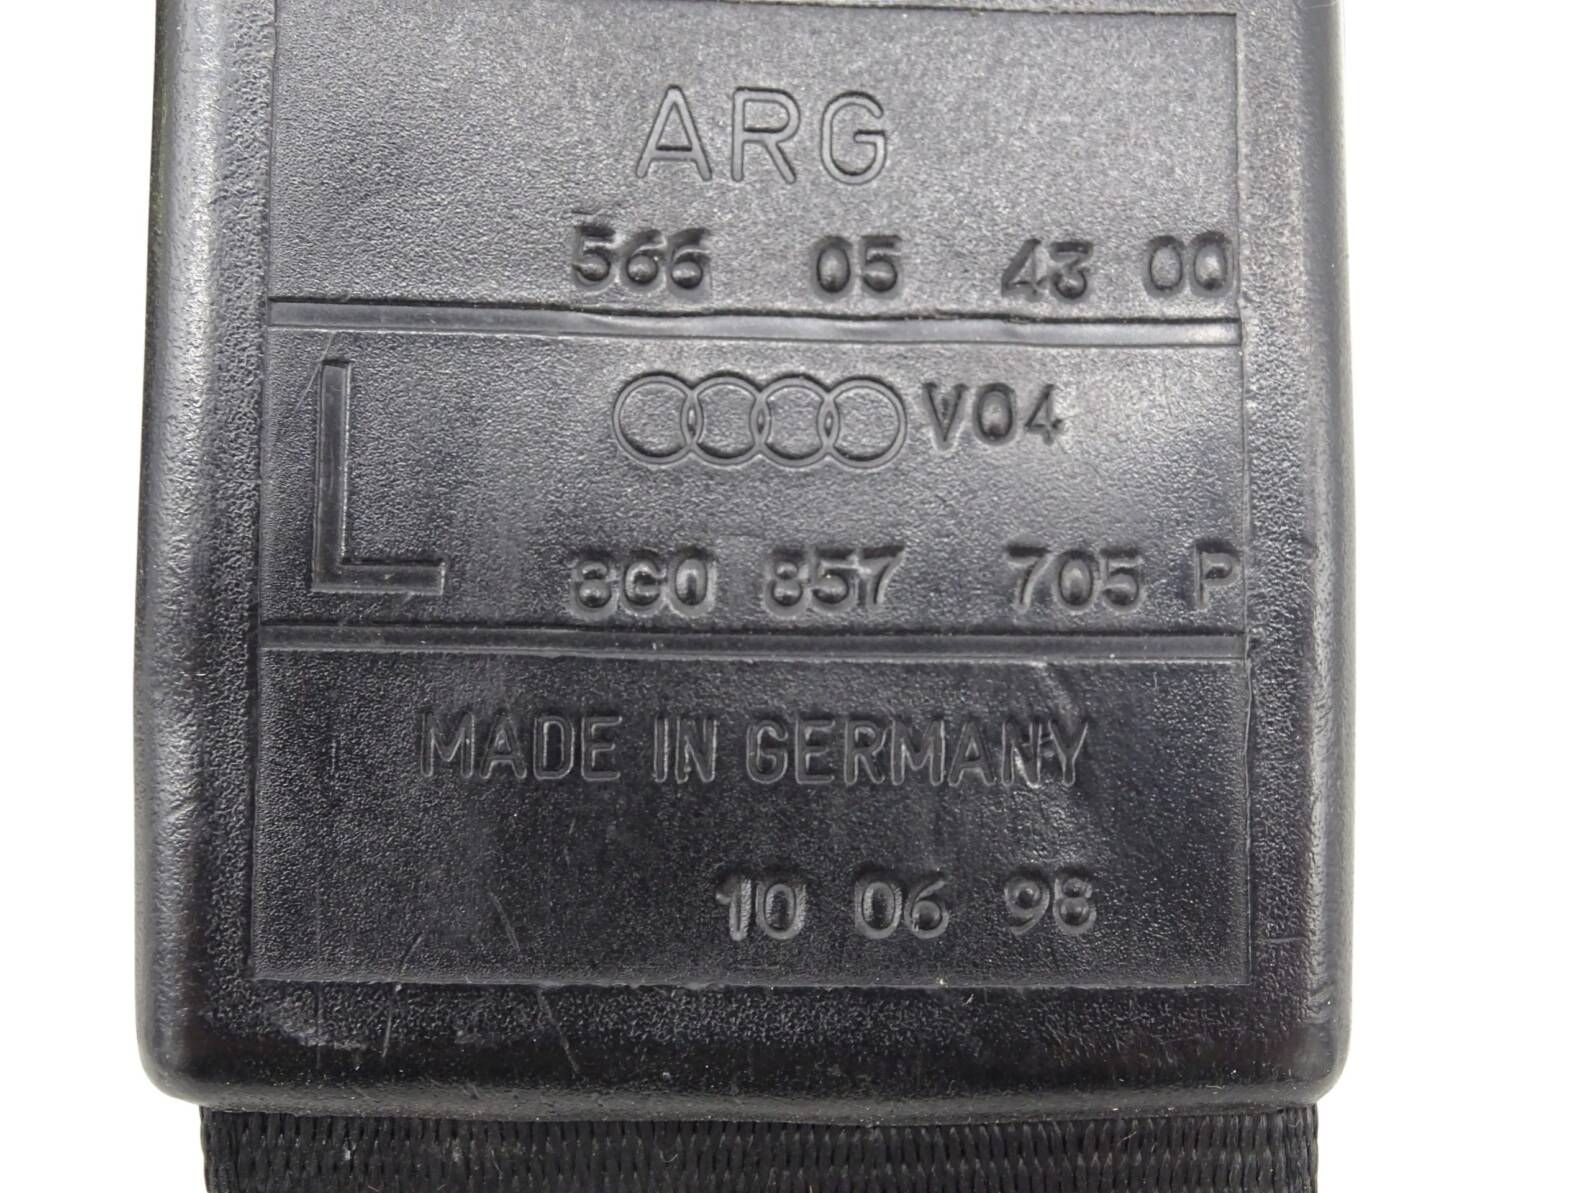 ARG
566 05 43 00
V04
L
8G0 857 705 P
MADE IN GERMANY
10 06 98